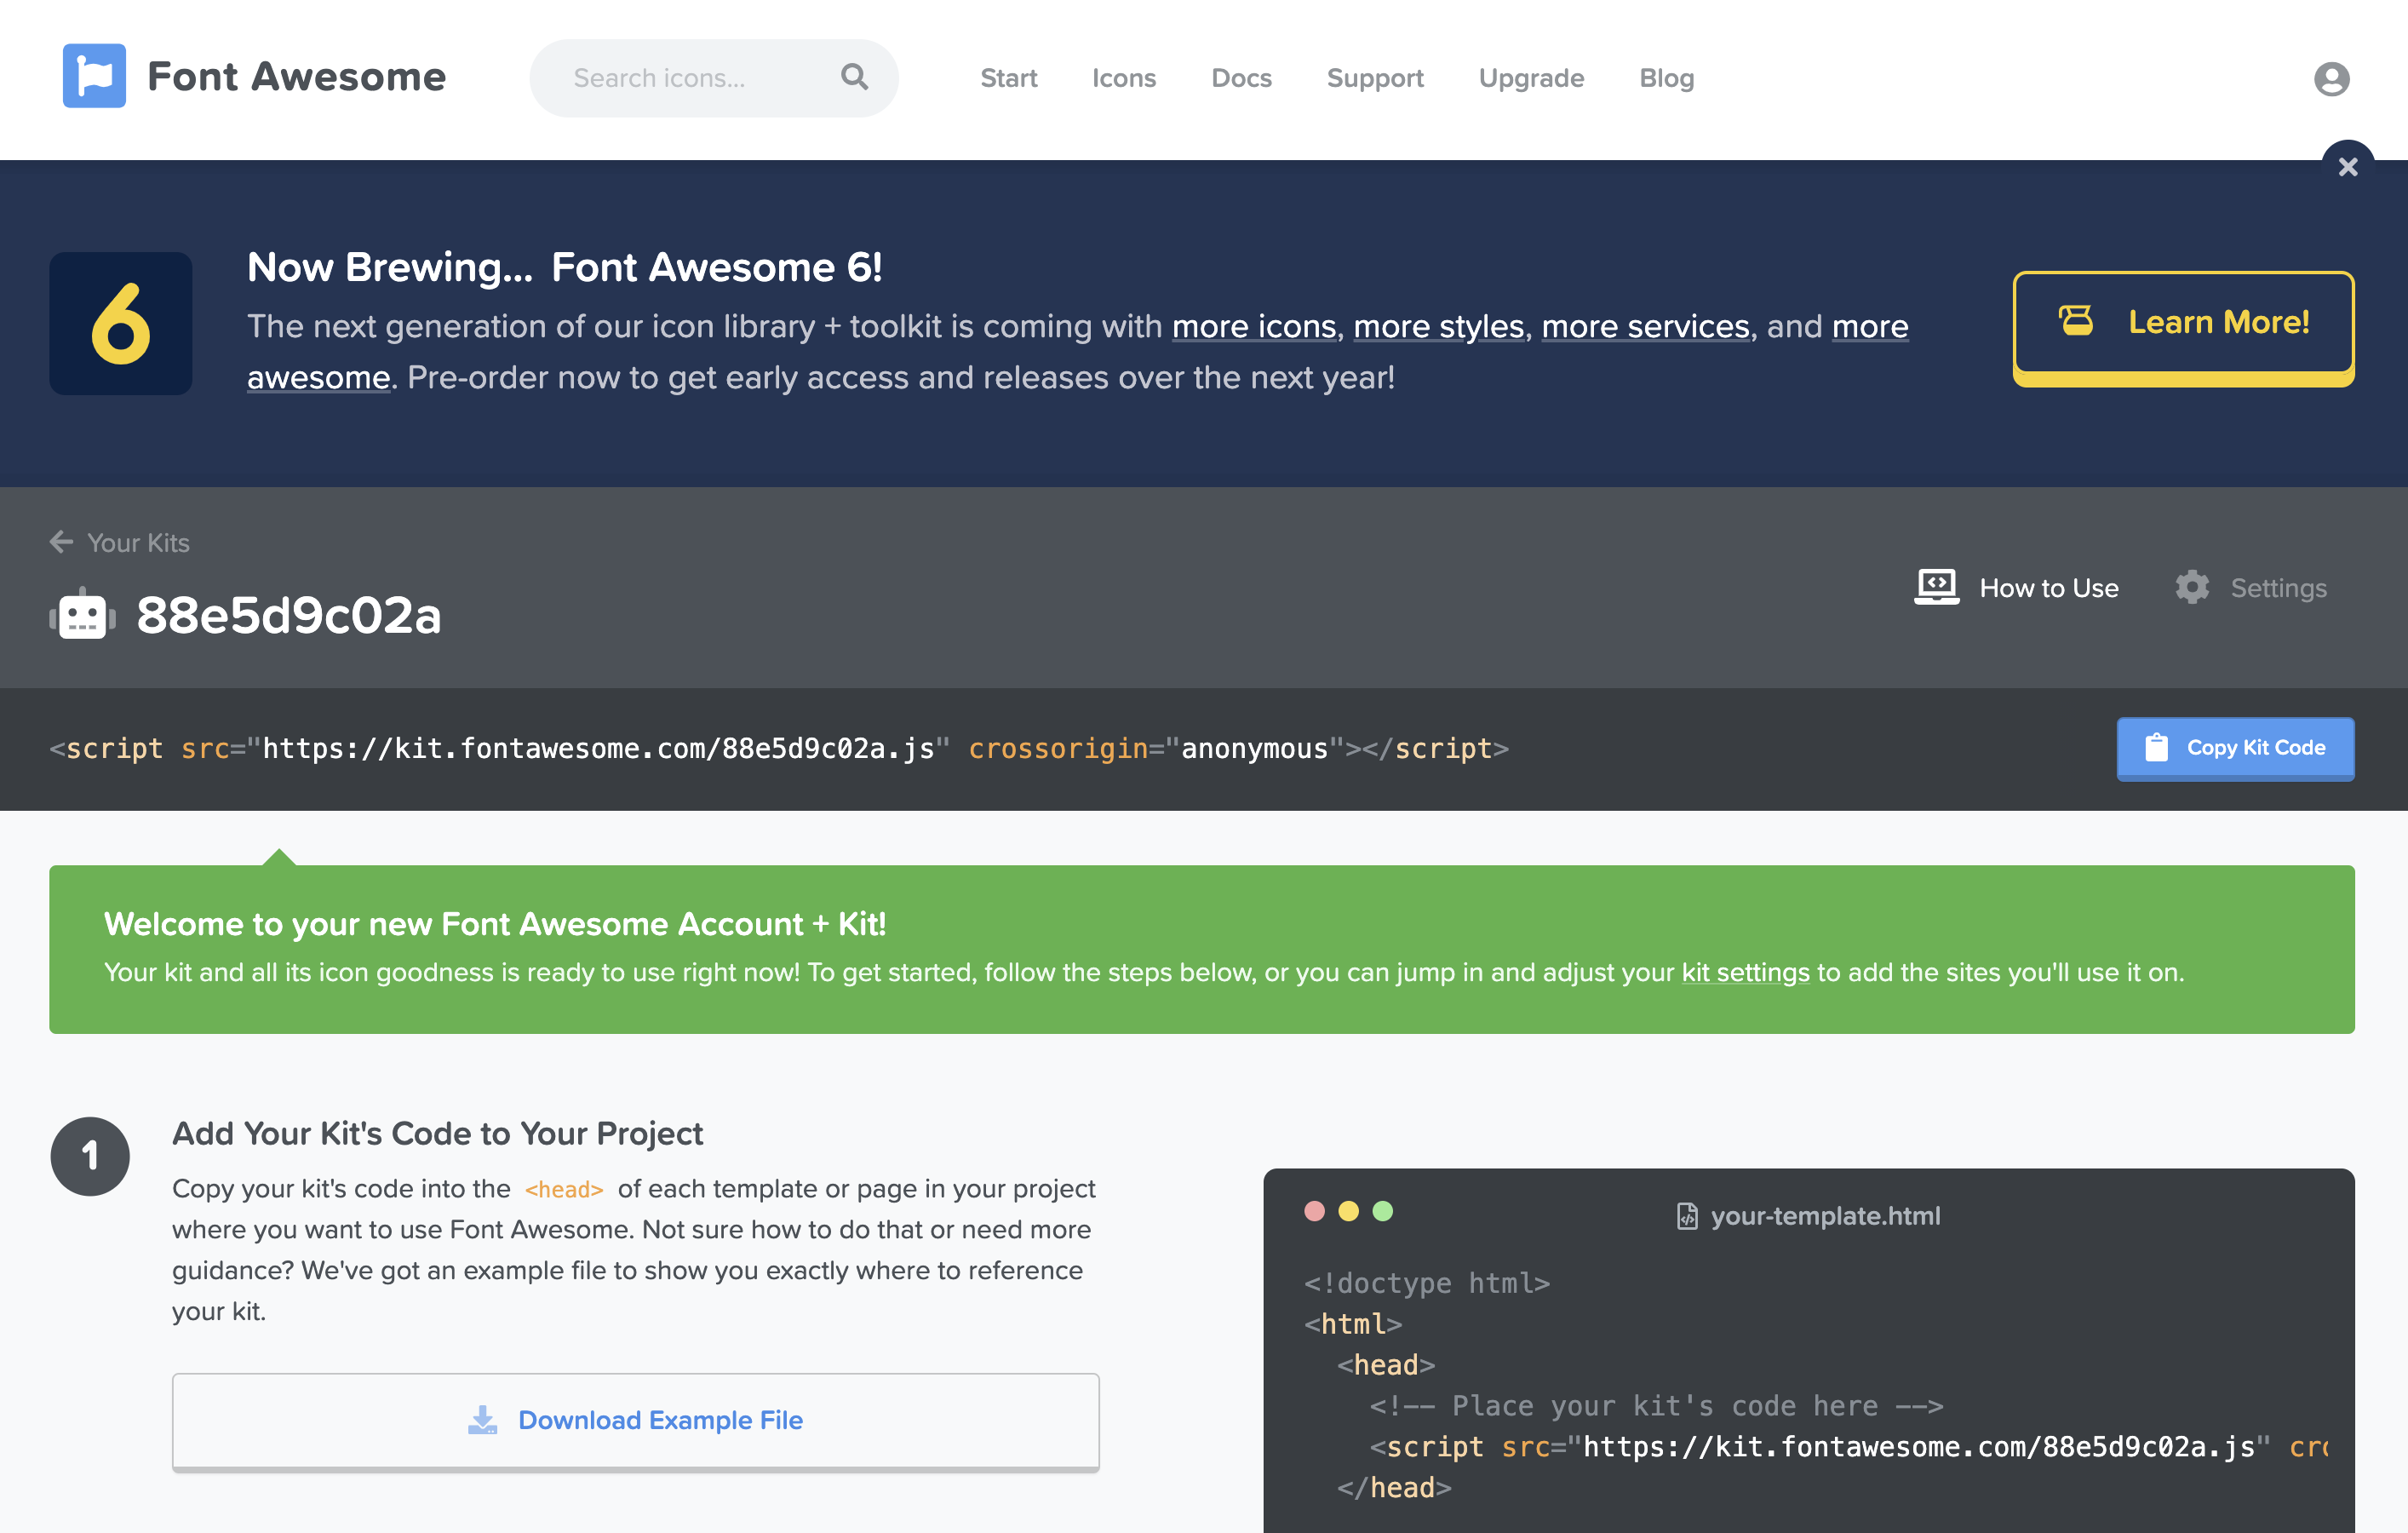 Font Awesome
Search icons...
Start
Icons
Docs
Support
Upgrade
Blog
6
Now Brewing... Font Awesome 6!
The next generation of our icon library + toolkit is coming with more icons, more styles, more services, and more
awesome. Pre-order now to get early access and releases over the next year!
Learn More!
Your Kits
88e5d9c02a
How to Use
Settings
<script src="https://kit.fontawesome.com/88e5d9c02a.js" crossorigin="anonymous"></script>
Copy Kit Code
Welcome to your new Font Awesome Account + Kit!
Your kit and all its icon goodness is ready to use right now! To get started, follow the steps below, or you can jump in and adjust your kit settings to add the sites you'll use it on.
1
Add Your Kit's Code to Your Project
Copy your kit's code into the <head> of each template or page in your project
where you want to use Font Awesome. Not sure how to do that or need more
guidance? We've got an example file to show you exactly where to reference
your kit.
Download Example File
your-template.html
<!doctype html>
<html>
<head>
<!-- Place your kit's code here -->
<script src="https://kit.fontawesome.com/88e5d9c02a.js" cro
</head>